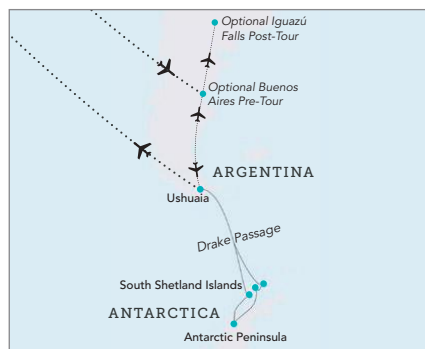 Optional Iguazú
Falls Post-Tour
Optional Buenos
Aires Pre-Tour
ARGENTINA
Ushuaia
Drake Passage
South Shetland Islands
ANTARCTICA
Antarctic Peninsula